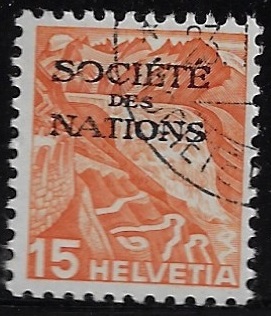 SOCIÉTÉ
DES
NATIONS
15 HELVETIA